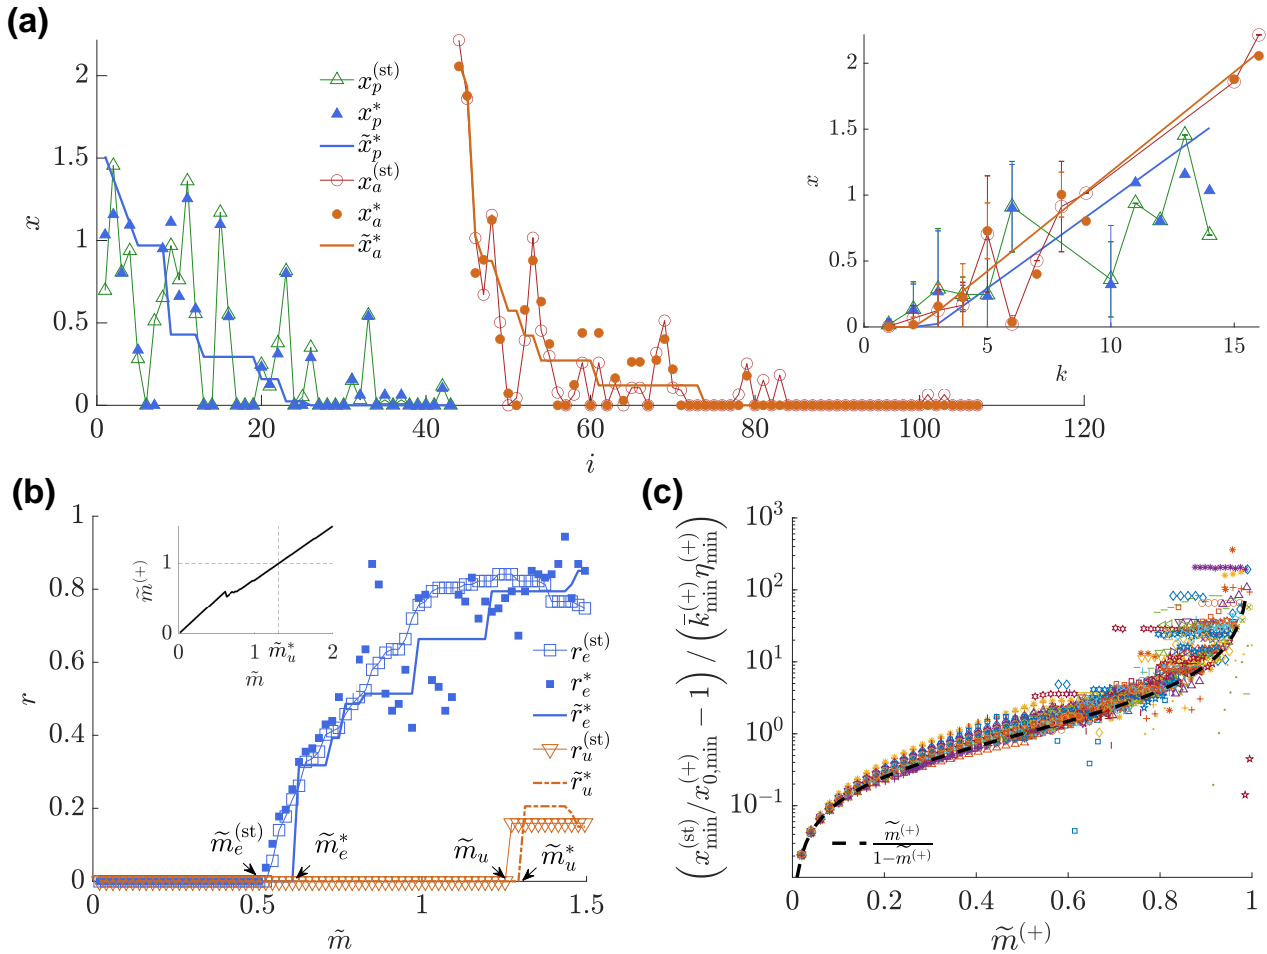 (a)
2
1.5
1
0.5
0
x
0 20 40 60 80 100 120
i
x_p^(st)
x_p^*
x̃_p^*
x_a^(st)
x_a^*
x̃_a^*
2
1.5
1
0.5
0
x
0 5 10 15
k
(b)
1
0.8
0.6
0.4
0.2
0
r
0 0.5 1 1.5
m̃
1
0
m̃^(+)
0 1 m̃_u^* 2
m̃
r_e^(st)
r_e^*
r̃_e^*
r_u^(st)
r̃_u^*
m̃_e^(st)
m̃_e^*
m̃_u
m̃_u^*
(c)
(x_min^(st)/x_0,min^(+) − 1) / (k̄_min^(+) η_min^(+))
10^3
10^2
10^1
10^0
10^−1
m̃^(+)
1−m̃^(+)
0 0.2 0.4 0.6 0.8 1
m̃^(+)